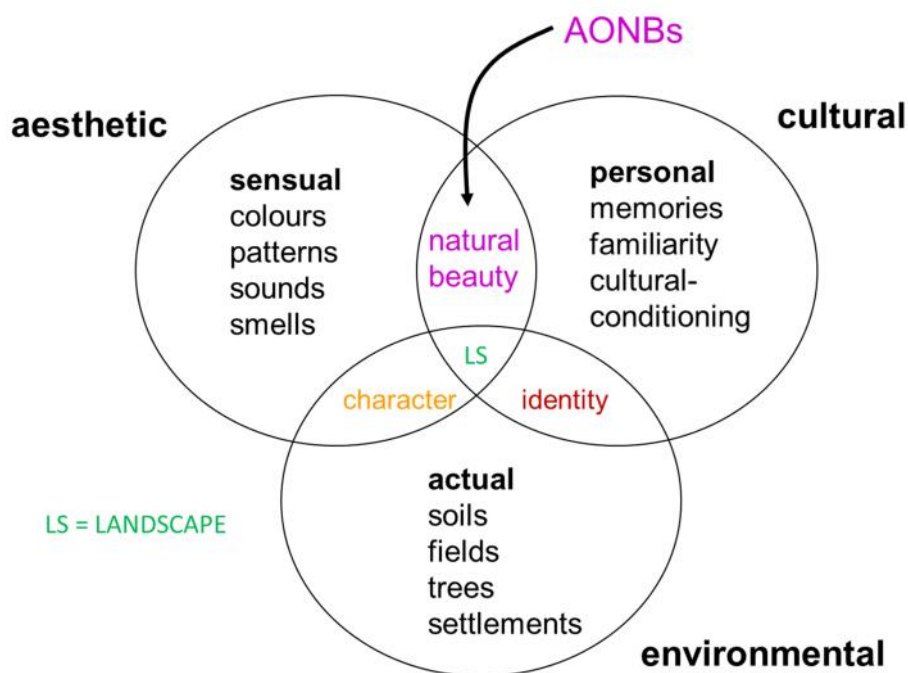 AONBs
aesthetic
cultural
sensual
colours
patterns
sounds
smells
natural
beauty
personal
memories
familiarity
cultural-
conditioning
LS
character
identity
actual
soils
fields
trees
settlements
LS = LANDSCAPE
environmental